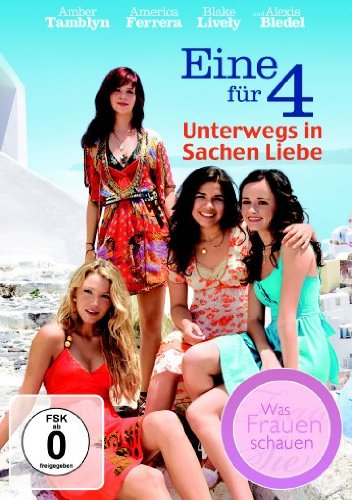 Amber America Blake und Alexis
Tamblyn Ferrera Lively Bledel
Eine
für 4
Unterwegs in
Sachen Liebe
FSK
ab
0
freigegeben
Was
Frauen
schauen